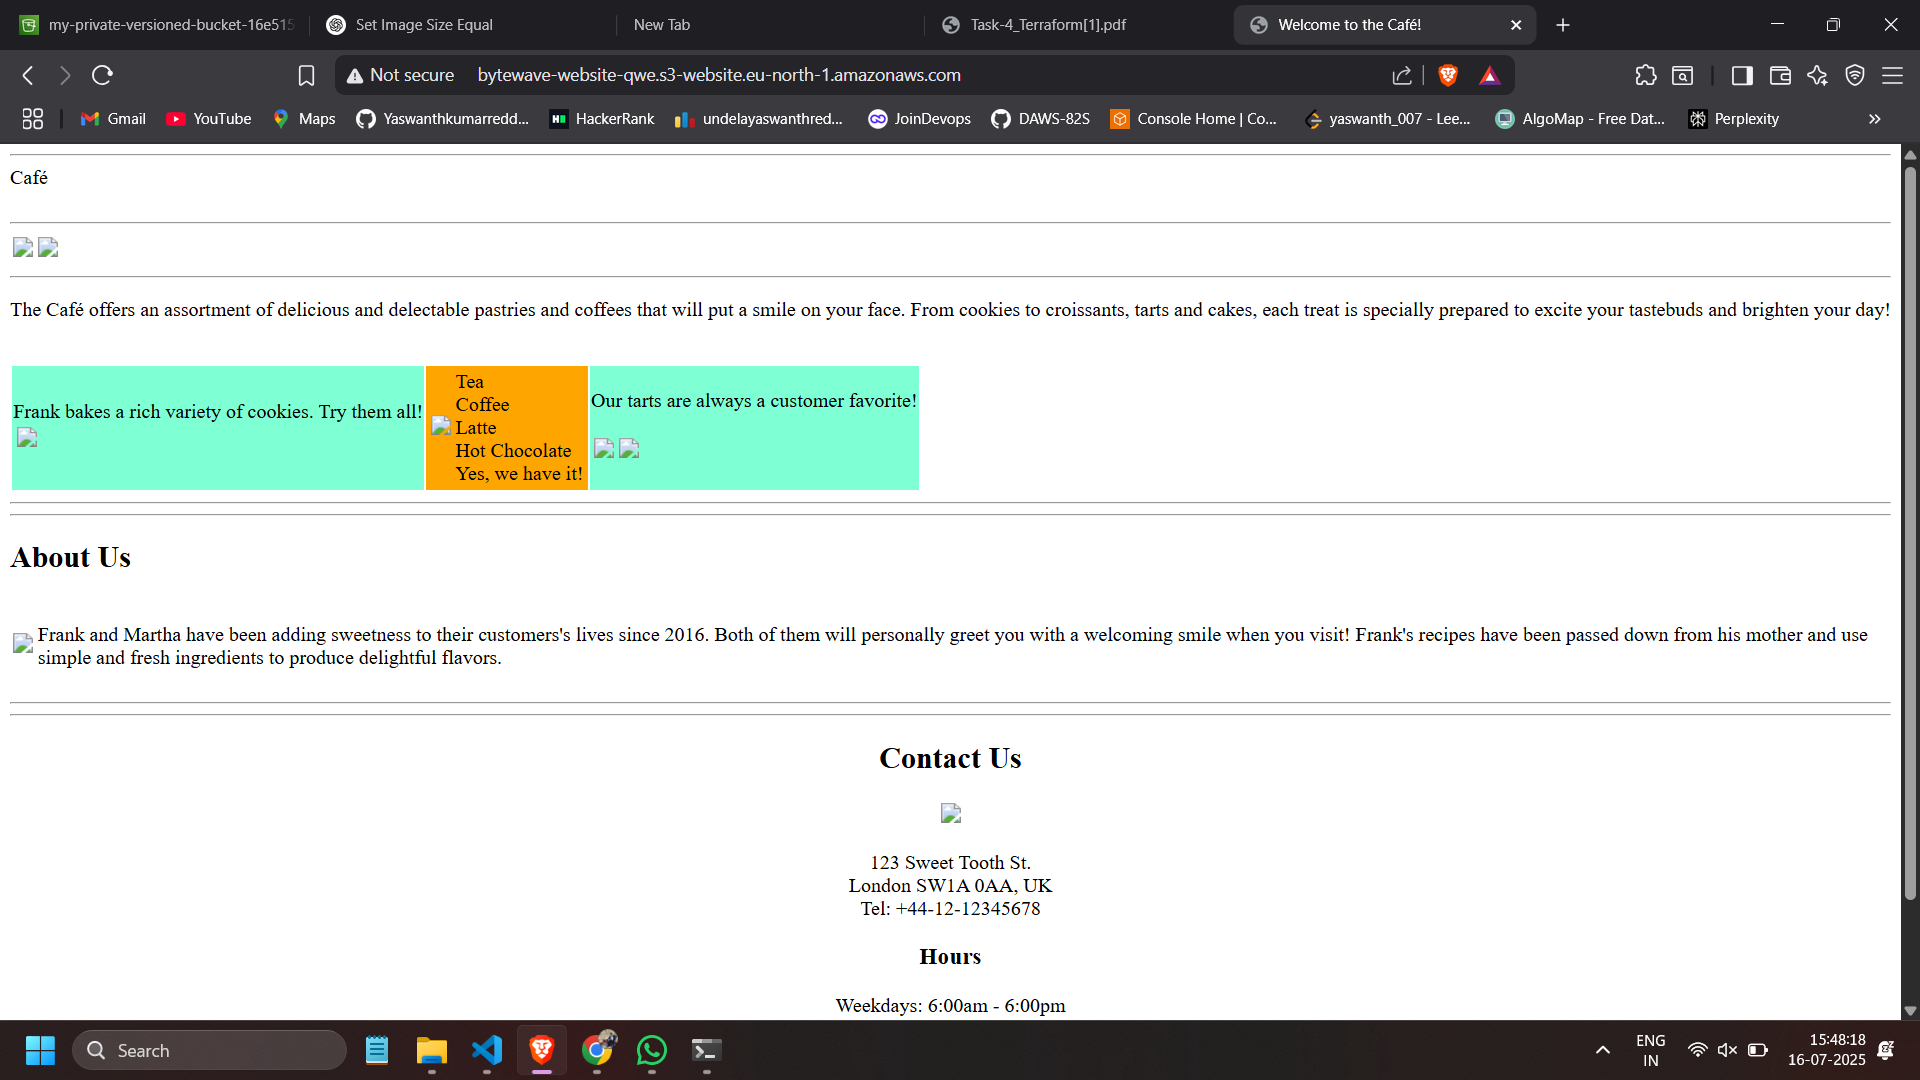 my-private-versioned-bucket-16e515
Set Image Size Equal
New Tab
Task-4_Terraform[1].pdf
Welcome to the Café!
Not secure
bytewave-website-qwe.s3-website.eu-north-1.amazonaws.com
Gmail
YouTube
Maps
Yaswanthkumarredd...
HackerRank
undelayaswanthred...
JoinDevops
DAWS-82S
Console Home | Co...
yaswanth_007 - Lee...
AlgoMap - Free Dat...
Perplexity
Café
The Café offers an assortment of delicious and delectable pastries and coffees that will put a smile on your face. From cookies to croissants, tarts and cakes, each treat is specially prepared to excite your tastebuds and brighten your day!
Frank bakes a rich variety of cookies. Try them all!
Tea
Coffee
Latte
Hot Chocolate
Yes, we have it!
Our tarts are always a customer favorite!
About Us
Frank and Martha have been adding sweetness to their customers's lives since 2016. Both of them will personally greet you with a welcoming smile when you visit! Frank's recipes have been passed down from his mother and use
simple and fresh ingredients to produce delightful flavors.
Contact Us
123 Sweet Tooth St.
London SW1A 0AA, UK
Tel: +44-12-12345678
Hours
Weekdays: 6:00am - 6:00pm
Search
ENG
IN
15:48:18
16-07-2025